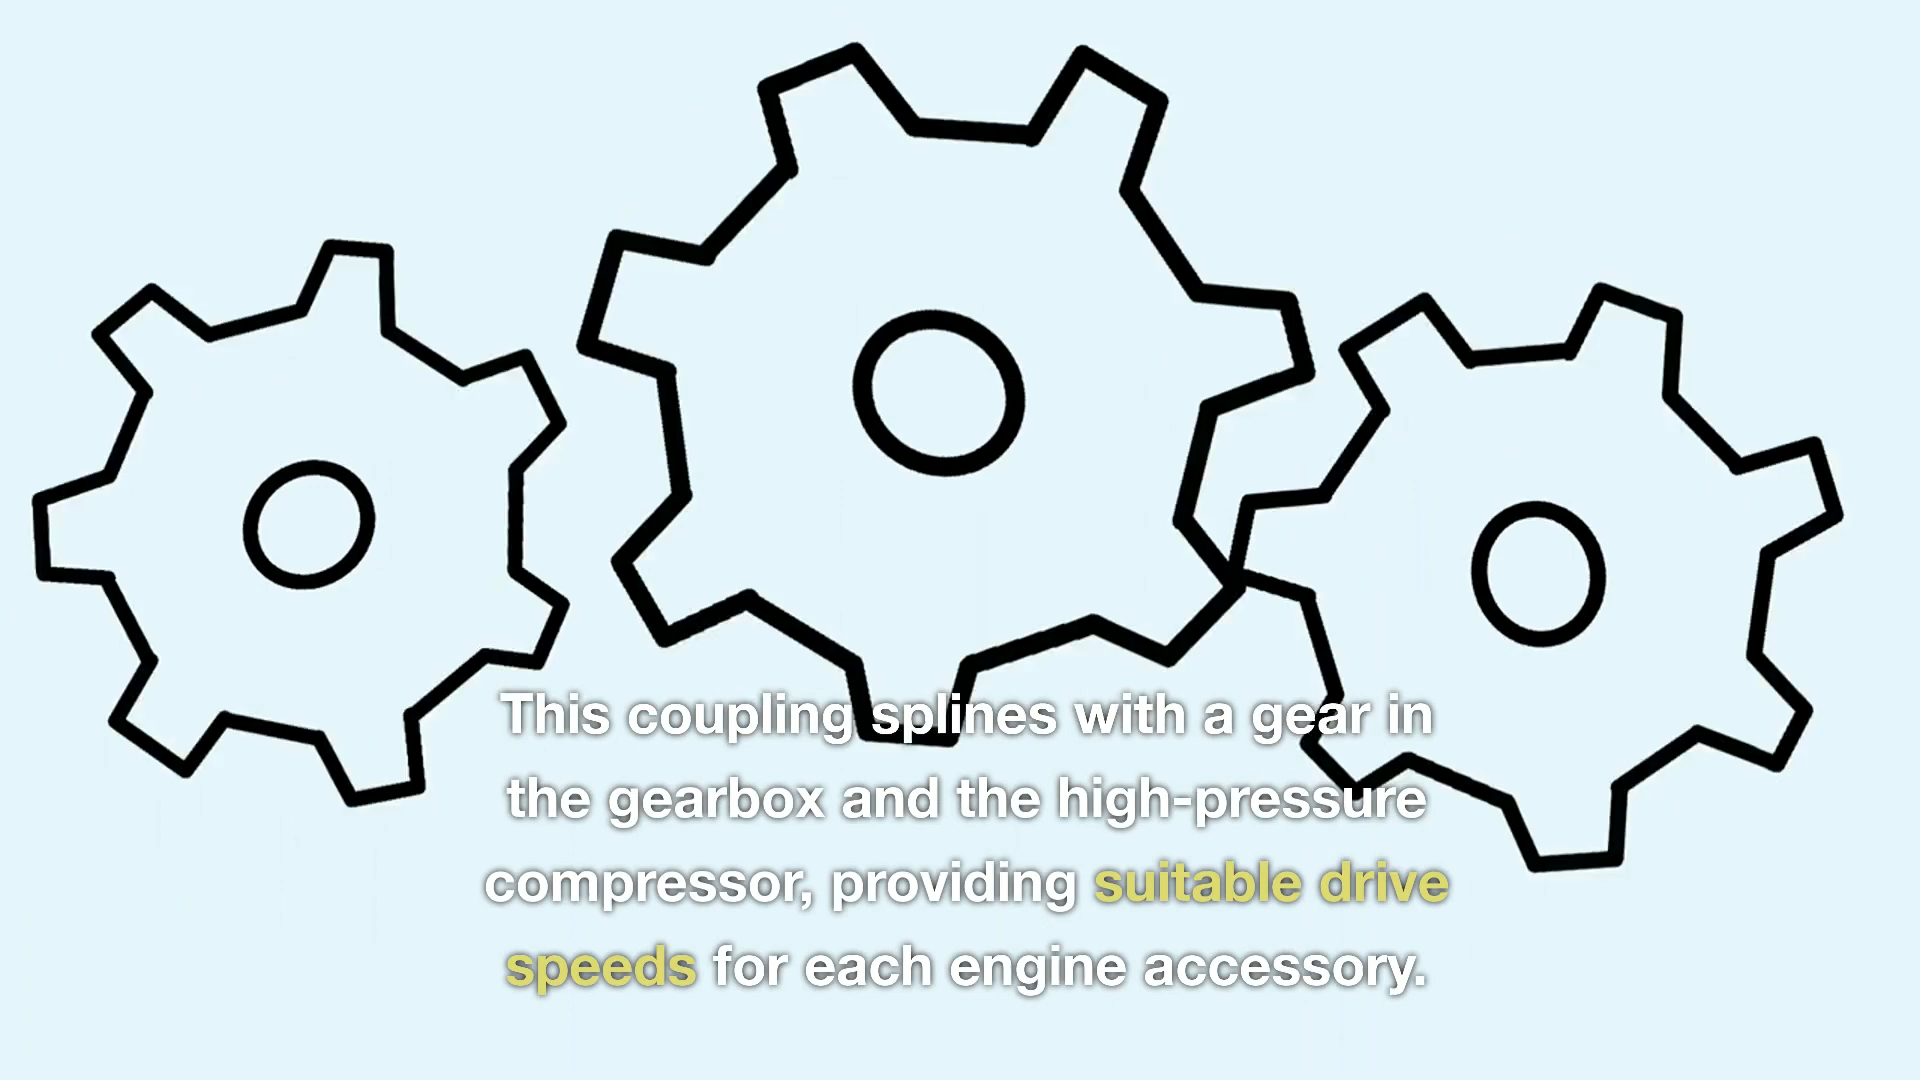 This coupling splines with a gear in
the gearbox and the high-pressure
compressor, providing suitable drive
speeds for each engine accessory.